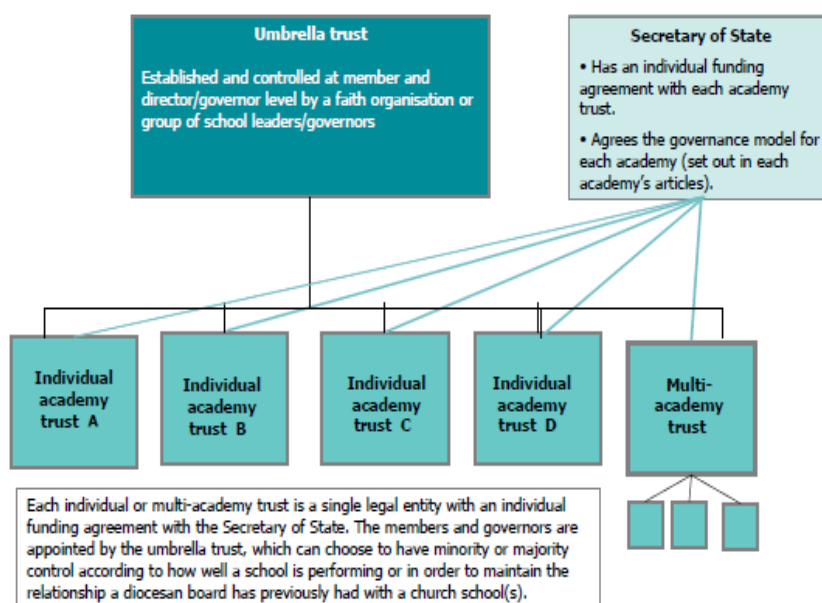 Umbrella trust
Established and controlled at member and
director/governor level by a faith organisation or
group of school leaders/governors
Secretary of State
• Has an individual funding
agreement with each academy
trust.
• Agrees the governance model for
each academy (set out in each
academy's articles).
Individual
academy
trust A
Individual
academy
trust B
Individual
academy
trust C
Individual
academy
trust D
Multi-
academy
trust
Each individual or multi-academy trust is a single legal entity with an individual
funding agreement with the Secretary of State. The members and governors are
appointed by the umbrella trust, which can choose to have minority or majority
control according to how well a school is performing or in order to maintain the
relationship a diocesan board has previously had with a church school(s).